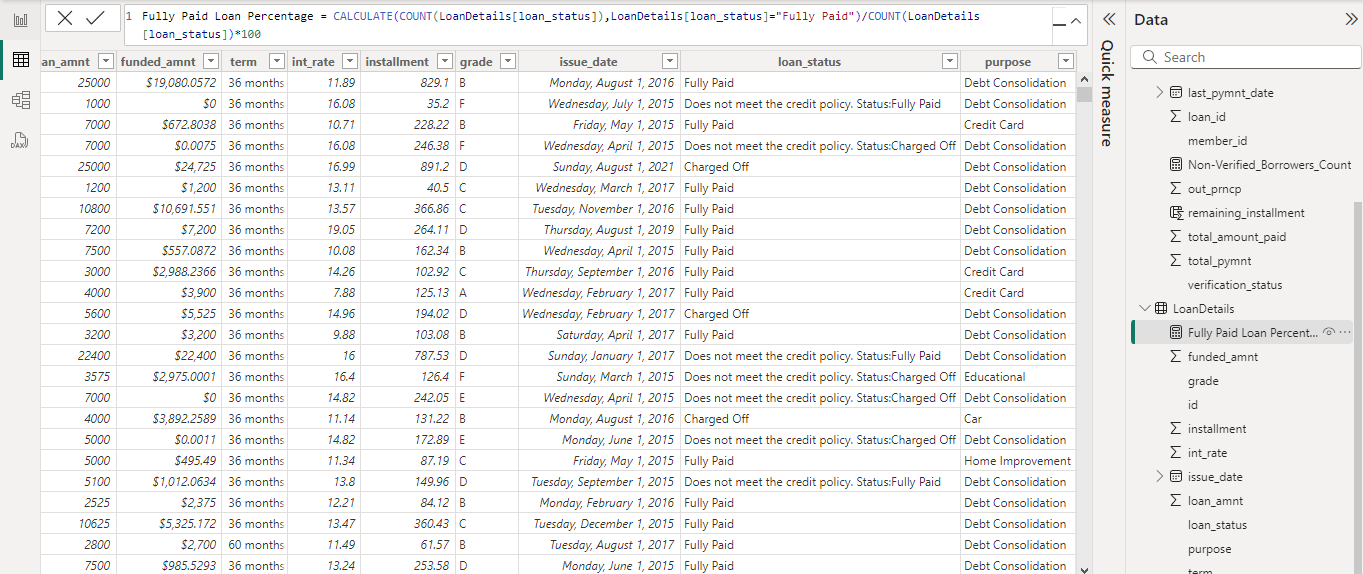 1 Fully Paid Loan Percentage = CALCULATE(COUNT(LoanDetails[loan_status]),LoanDetails[loan_status]="Fully Paid")/COUNT(LoanDetails
[loan_status])*100
an_amnt funded_amnt term int_rate installment grade issue_date loan_status purpose
25000 $19,080.0572 36 months 11.89 829.1 B Monday, August 1, 2016 Fully Paid Debt Consolidation
1000 $0 36 months 16.08 35.2 F Wednesday, July 1, 2015 Does not meet the credit policy. Status:Fully Paid Debt Consolidation
7000 $672.8038 36 months 10.71 228.22 B Friday, May 1, 2015 Fully Paid Credit Card
7000 $0.0075 36 months 16.08 246.38 F Wednesday, April 1, 2015 Does not meet the credit policy. Status:Charged Off Debt Consolidation
25000 $24,725 36 months 16.99 891.2 D Sunday, August 1, 2021 Charged Off Debt Consolidation
1200 $1,200 36 months 13.11 40.5 C Wednesday, March 1, 2017 Fully Paid Debt Consolidation
10800 $10,691.551 36 months 13.57 366.86 C Tuesday, November 1, 2016 Fully Paid Debt Consolidation
7200 $7,200 36 months 19.05 264.11 D Thursday, August 1, 2019 Fully Paid Debt Consolidation
7500 $557.0872 36 months 10.08 162.34 B Wednesday, April 1, 2015 Fully Paid Debt Consolidation
3000 $2,988.2366 36 months 14.26 102.92 C Thursday, September 1, 2016 Fully Paid Credit Card
4000 $3,900 36 months 7.88 125.13 A Wednesday, February 1, 2017 Fully Paid Credit Card
5600 $5,525 36 months 14.96 194.02 D Wednesday, February 1, 2017 Charged Off Debt Consolidation
3200 $3,200 36 months 9.88 103.08 B Saturday, April 1, 2017 Fully Paid Debt Consolidation
22400 $22,400 36 months 16 787.53 D Sunday, January 1, 2017 Does not meet the credit policy. Status:Fully Paid Debt Consolidation
3575 $2,975.0001 36 months 16.4 126.4 F Sunday, March 1, 2015 Does not meet the credit policy. Status:Charged Off Educational
7000 $0 36 months 14.82 242.05 E Wednesday, April 1, 2015 Does not meet the credit policy. Status:Charged Off Debt Consolidation
4000 $3,892.2589 36 months 11.14 131.22 B Monday, August 1, 2016 Charged Off Car
5000 $0.0011 36 months 14.82 172.89 E Monday, June 1, 2015 Does not meet the credit policy. Status:Charged Off Debt Consolidation
5000 $495.49 36 months 11.34 87.19 C Friday, May 1, 2015 Fully Paid Home Improvement
5100 $1,012.0634 36 months 13.8 149.96 D Tuesday, September 1, 2015 Does not meet the credit policy. Status:Fully Paid Debt Consolidation
2525 $2,375 36 months 12.21 84.12 B Monday, February 1, 2016 Fully Paid Debt Consolidation
10625 $5,325.172 36 months 13.47 360.43 C Tuesday, December 1, 2015 Fully Paid Debt Consolidation
2800 $2,700 60 months 11.49 61.57 B Tuesday, August 1, 2017 Fully Paid Debt Consolidation
7500 $985.5293 36 months 13.24 253.58 D Monday, June 1, 2015 Fully Paid Debt Consolidation
DAX
Quick measure
Data
Search
last_pymnt_date
loan_id
member_id
Non-Verified_Borrowers_Count
out_prncp
remaining_installment
total_amount_paid
total_pymnt
verification_status
LoanDetails
Fully Paid Loan Percent...
funded_amnt
grade
id
installment
int_rate
issue_date
loan_amnt
loan_status
purpose
term